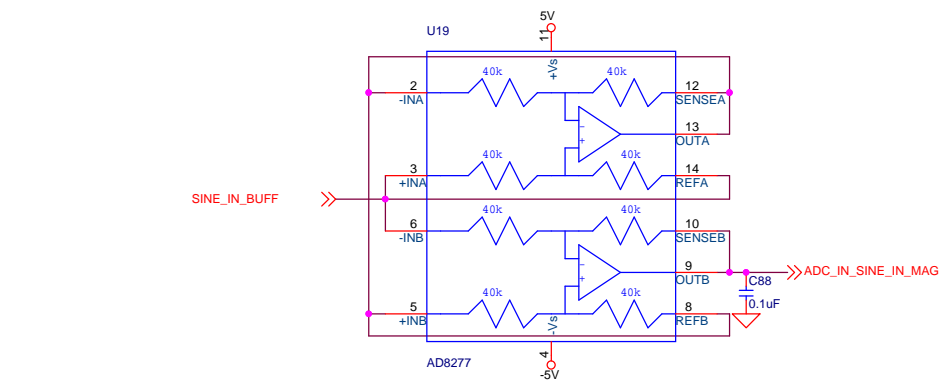 5V
U19
11
+Vs
40k 40k
2 12
-INA SENSEA
13
OUTA
40k 40k
3 14
+INA REFA
SINE_IN_BUFF
40k 40k
6 10
-INB SENSEB
9
OUTB
ADC_IN_SINE_IN_MAG
C88
40k 40k
0.1uF
5 8
+INB REFB
-Vs
4
AD8277
-5V